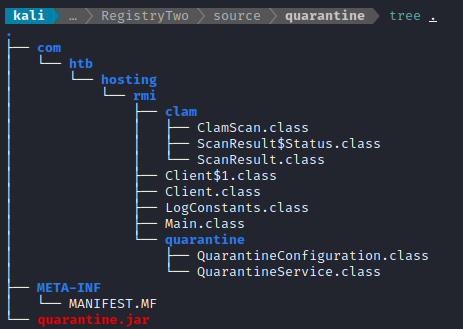 kali … RegistryTwo source quarantine tree .
.
├── com
│   └── htb
│       └── hosting
│           └── rmi
│               ├── clam
│               │   ├── ClamScan.class
│               │   ├── ScanResult$Status.class
│               │   └── ScanResult.class
│               ├── Client$1.class
│               ├── Client.class
│               ├── LogConstants.class
│               ├── Main.class
│               └── quarantine
│                   ├── QuarantineConfiguration.class
│                   └── QuarantineService.class
├── META-INF
│   └── MANIFEST.MF
└── quarantine.jar